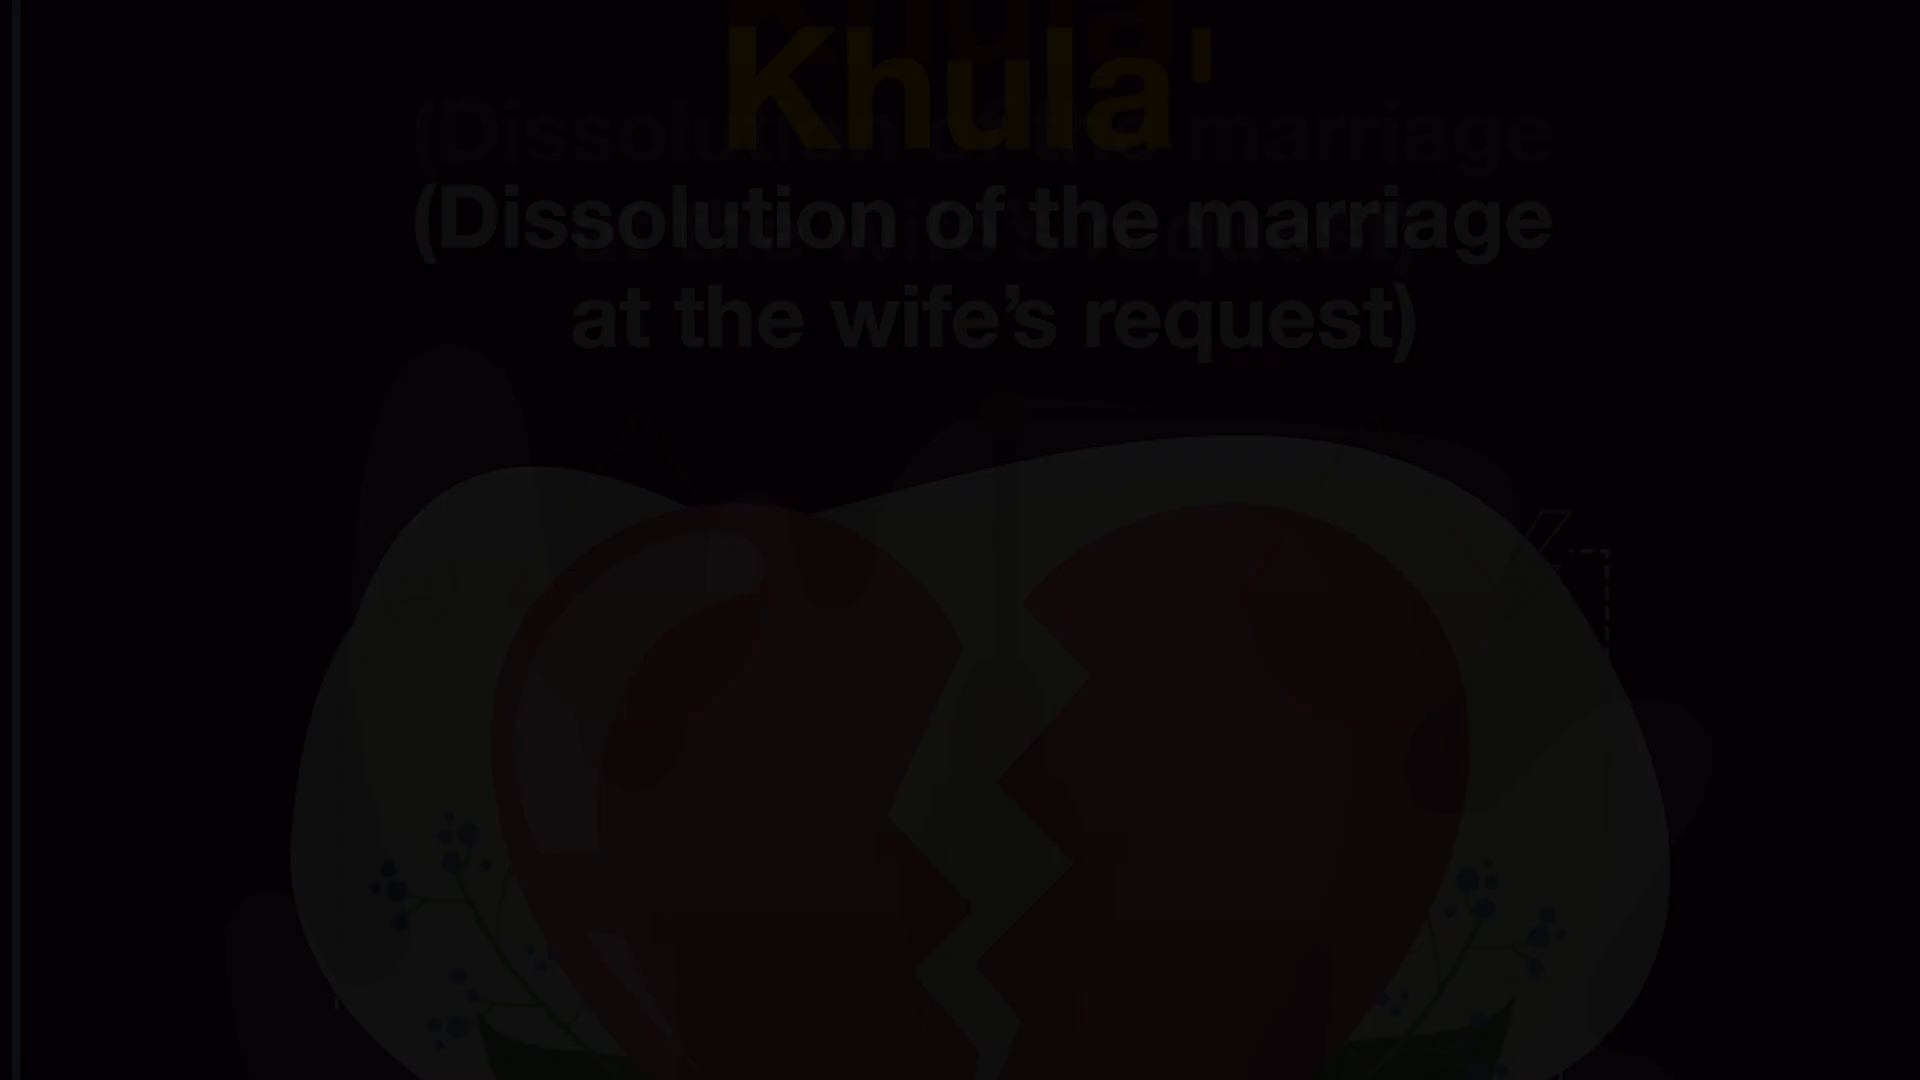 Khula'
(Dissolution of the marriage
at the wife’s request)